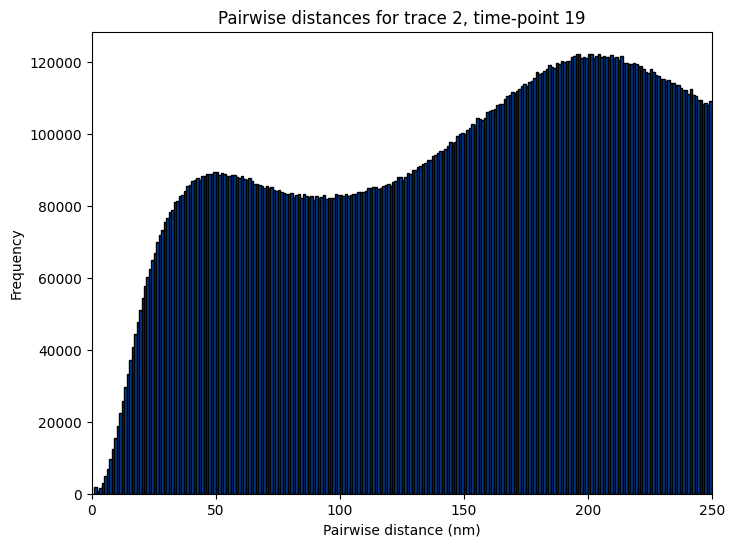 Pairwise distances for trace 2, time-point 19
120000
100000
80000
60000
40000
20000
0
Frequency
0 50 100 150 200 250
Pairwise distance (nm)